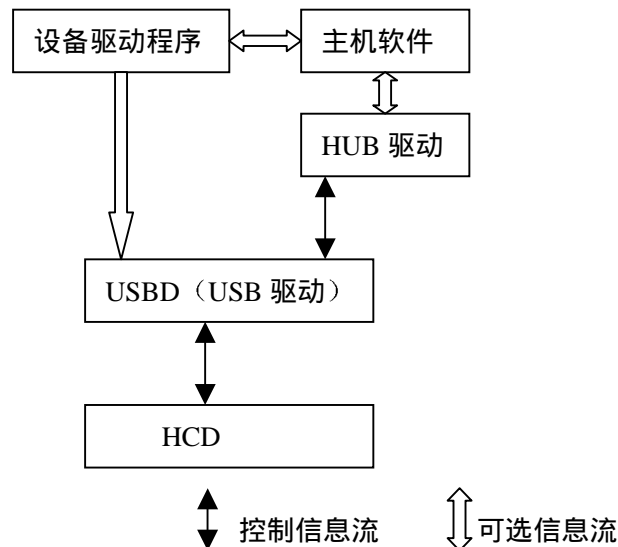 设备驱动程序
主机软件
HUB 驱动
USBD（USB 驱动）
HCD
控制信息流
可选信息流